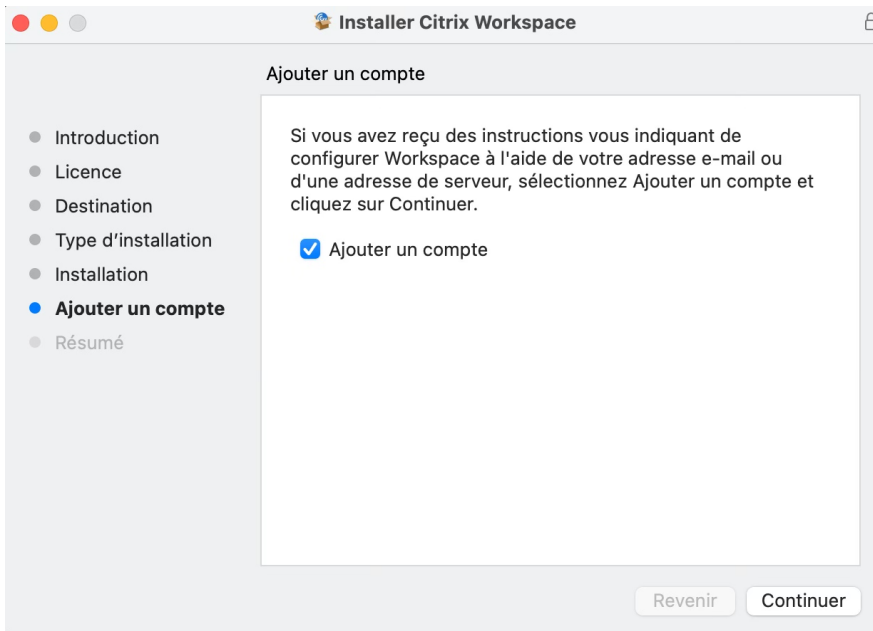 Installer Citrix Workspace
Ajouter un compte
Introduction
Licence
Destination
Type d’installation
Installation
Ajouter un compte
Résumé
Si vous avez reçu des instructions vous indiquant de
configurer Workspace à l'aide de votre adresse e-mail ou
d'une adresse de serveur, sélectionnez Ajouter un compte et
cliquez sur Continuer.
Ajouter un compte
Revenir
Continuer